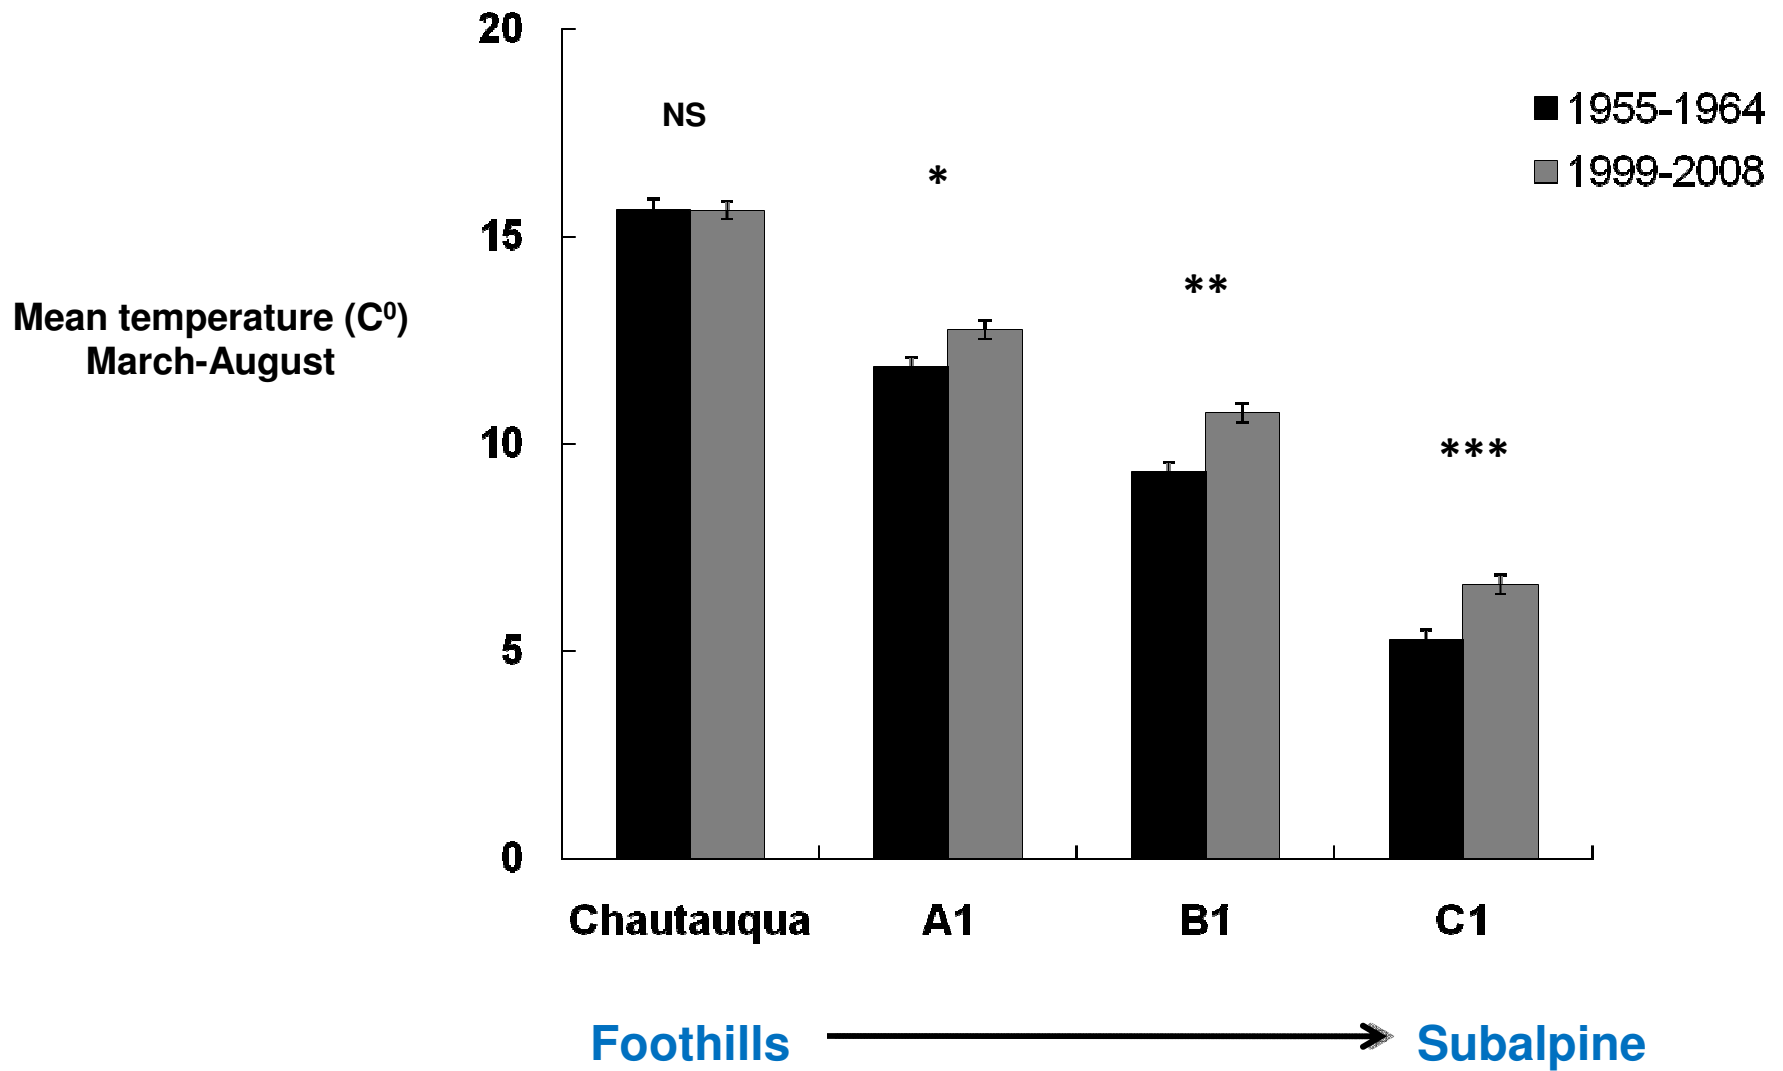 20
NS
1955-1964
*
1999-2008
15
**
Mean temperature (C⁰)
March-August
10
***
5
0
Chautauqua A1 B1 C1
Foothills Subalpine